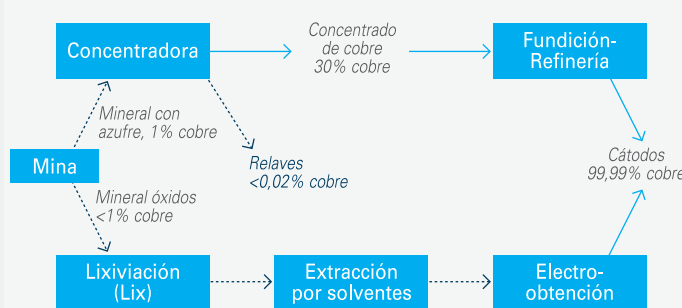 Concentradora
Concentrado
de cobre
30% cobre
Fundición-
Refinería
Mineral con
azufre, 1% cobre
Relaves
<0,02% cobre
Cátodos
99,99% cobre
Mina
Mineral óxidos
<1% cobre
Lixiviación
(Lix)
Extracción
por solventes
Electro-
obtención